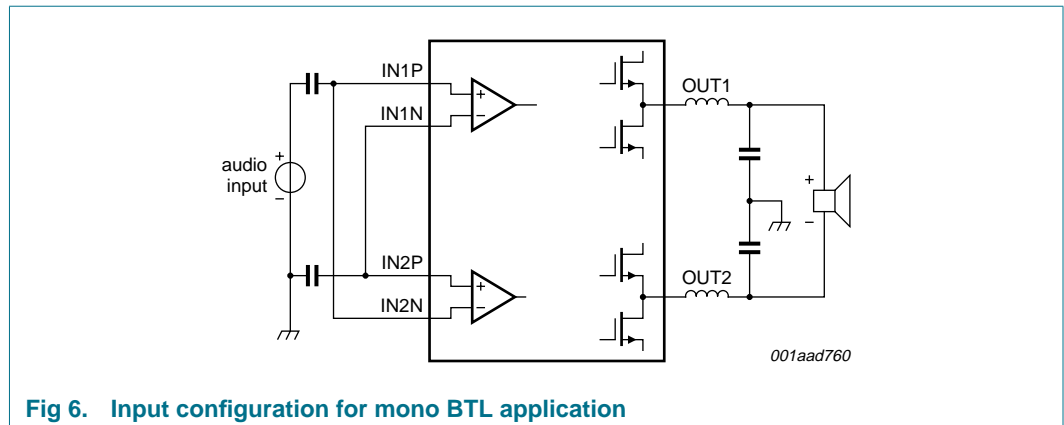 IN1P
OUT1
IN1N
+
−
audio
input
+
−
+
−
IN2P
OUT2
IN2N
+
−
001aad760
Fig 6. Input configuration for mono BTL application